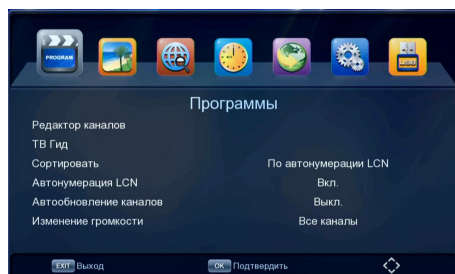 PROGRAM
USB
Программы
Редактор каналов
ТВ Гид
Сортировать По автонумерации LCN
Автонумерация LCN Вкл.
Автообновление каналов Выкл.
Изменение громкости Все каналы
EXIT Выход OK Подтвердить